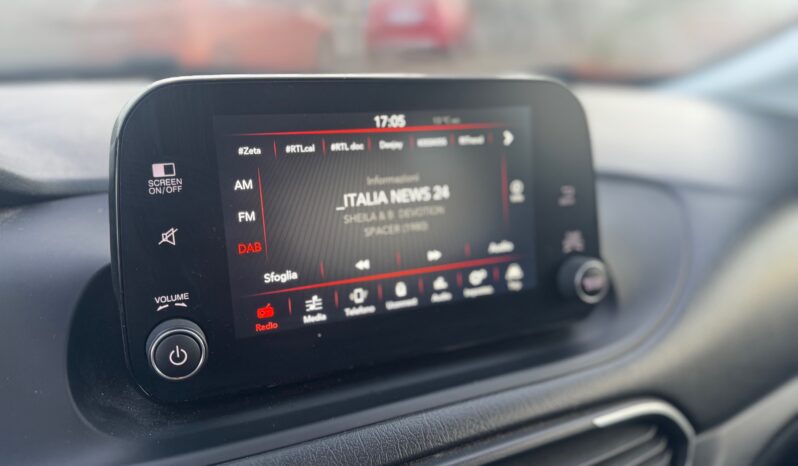 17:05
#Zeta #RTLcal #RTL doc Deejay
SCREEN
ON/OFF
AM
Informazioni
_ITALIA NEWS 24
FM
SHEILA & B. DEVOTION
SPACER (1980)
DAB
Sfoglia Audio
VOLUME
Radio Media Telefono Audio